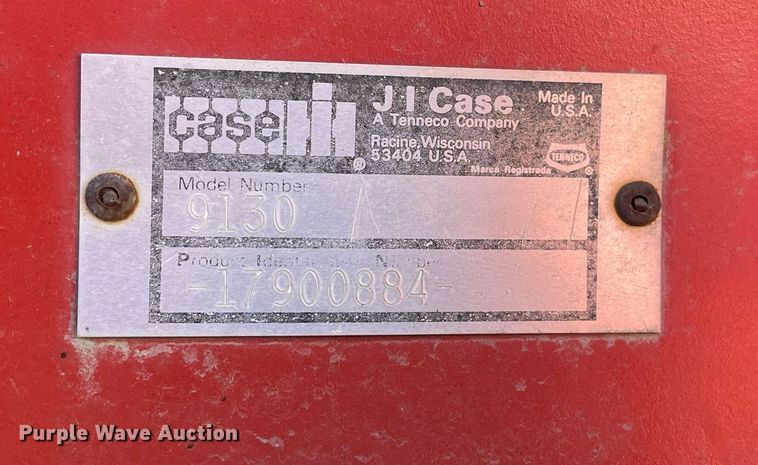 case IH ®
J I Case
A Tenneco Company
Racine, Wisconsin
53404 U.S.A.
Made In
U.S.A.
TENNECO ®
Marca Registrada
Model Number
9130
Product Identification Number
-17900884-
Purple Wave Auction